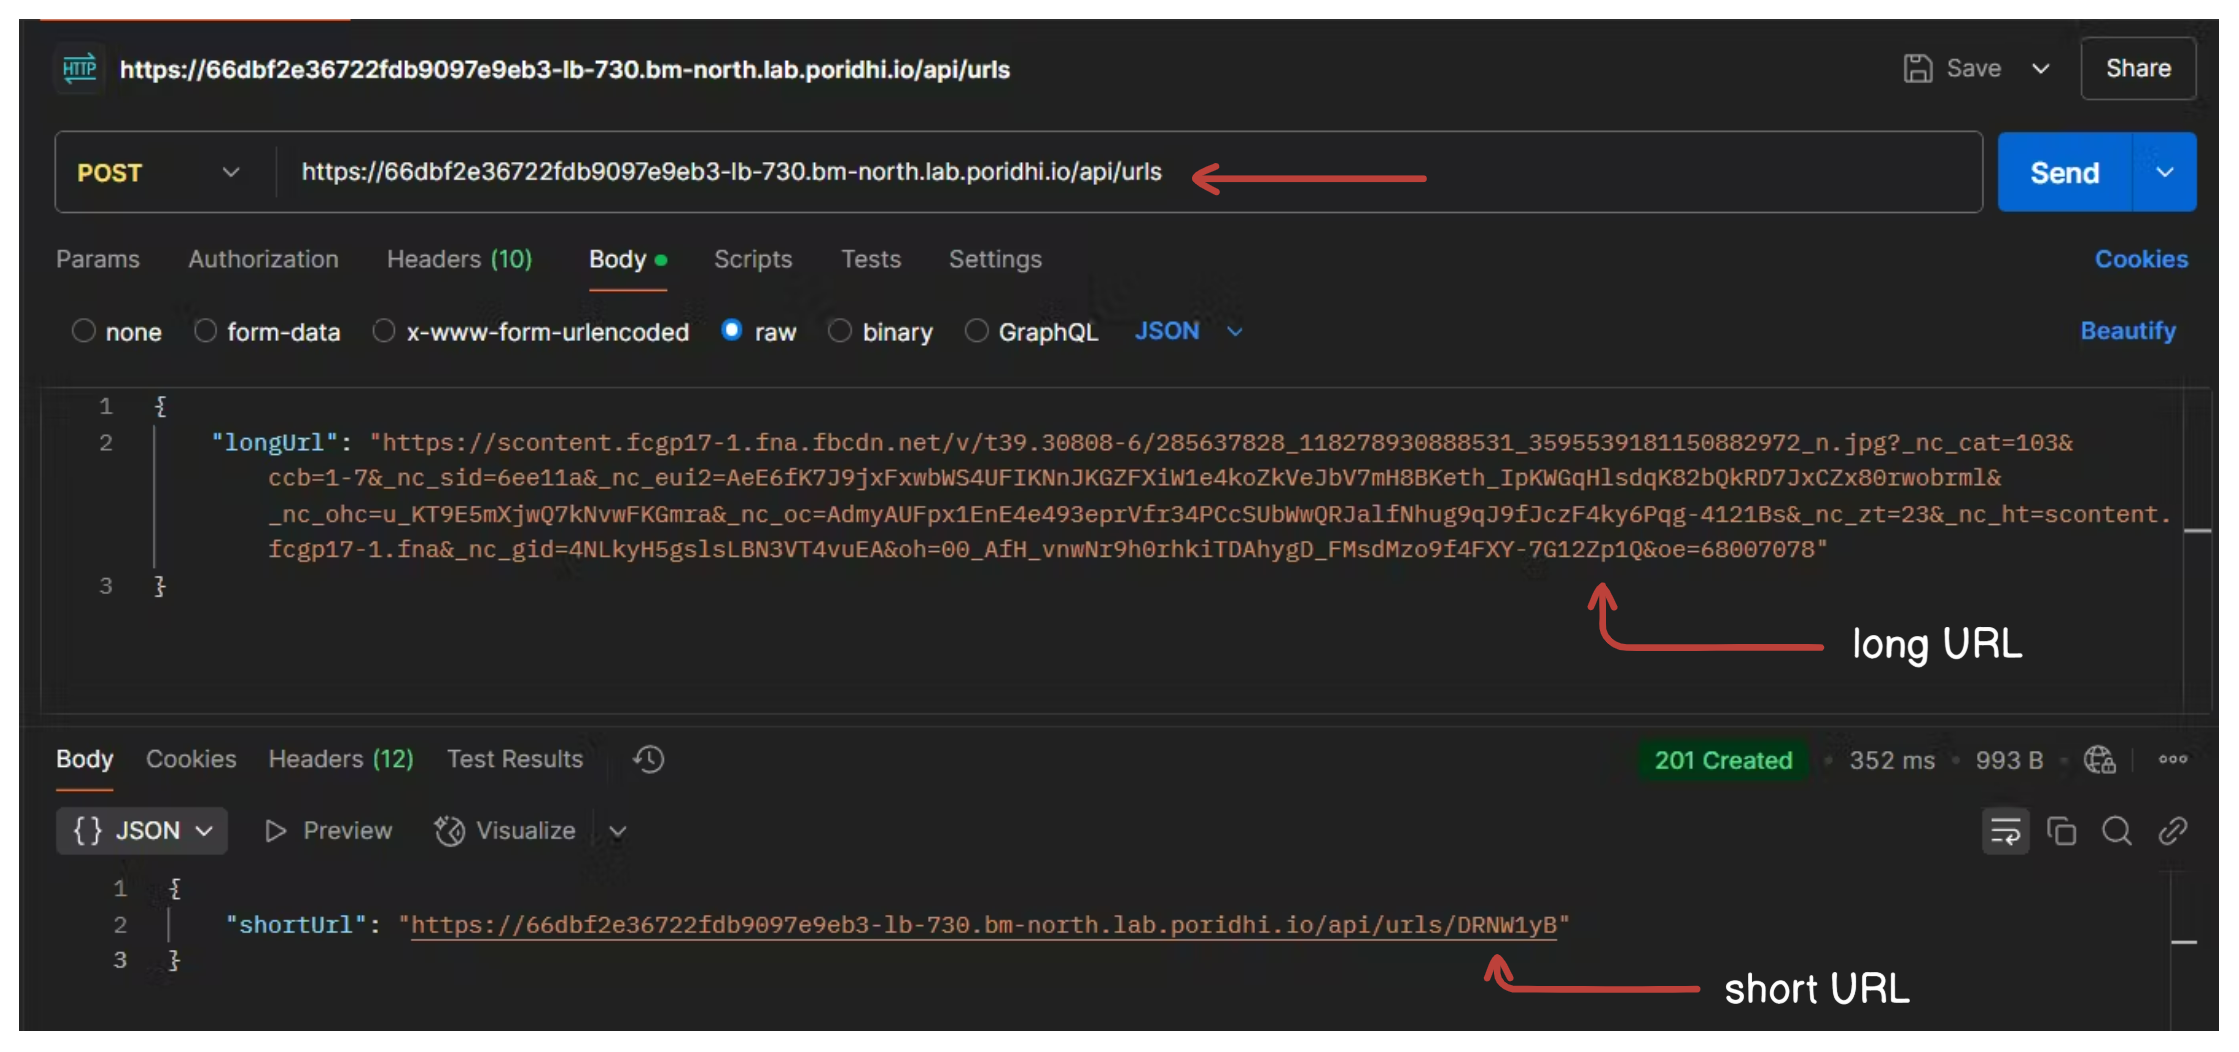 HTTP https://66dbf2e36722fdb9097e9eb3-lb-730.bm-north.lab.poridhi.io/api/urls Save Share
POST https://66dbf2e36722fdb9097e9eb3-lb-730.bm-north.lab.poridhi.io/api/urls Send
Params Authorization Headers (10) Body Scripts Tests Settings Cookies
none form-data x-www-form-urlencoded raw binary GraphQL JSON Beautify
1 {
2 "longUrl": "https://scontent.fcgp17-1.fna.fbcdn.net/v/t39.30808-6/285637828_118278930888531_3595539181150882972_n.jpg?_nc_cat=103&
ccb=1-7&_nc_sid=6ee11a&_nc_eui2=AeE6fK7J9jxFxwbWS4UFIKNnJKGZFXiW1e4koZkVeJbV7mH8BKeth_IpKWGqHlsdqK82bQkRD7JxCZx80rwobrml&
_nc_ohc=u_KT9E5mXjwQ7kNvwFKGmra&_nc_oc=AdmyAUFpx1EnE4e493eprVfr34PCcSUbWwQRJalfNhug9qJ9fJczF4ky6Pqg-4121Bs&_nc_zt=23&_nc_ht=scontent.
fcgp17-1.fna&_nc_gid=4NLkyH5gslsLBN3VT4vuEA&oh=00_AfH_vnwNr9h0rhkiTDAhygD_FMsdMzo9f4FXY-7G12Zp1Q&oe=68007078"
3 }
long URL
Body Cookies Headers (12) Test Results 201 Created 352 ms 993 B
{} JSON Preview Visualize
1 {
2 "shortUrl": "https://66dbf2e36722fdb9097e9eb3-lb-730.bm-north.lab.poridhi.io/api/urls/DRNW1yB"
3 }
short URL